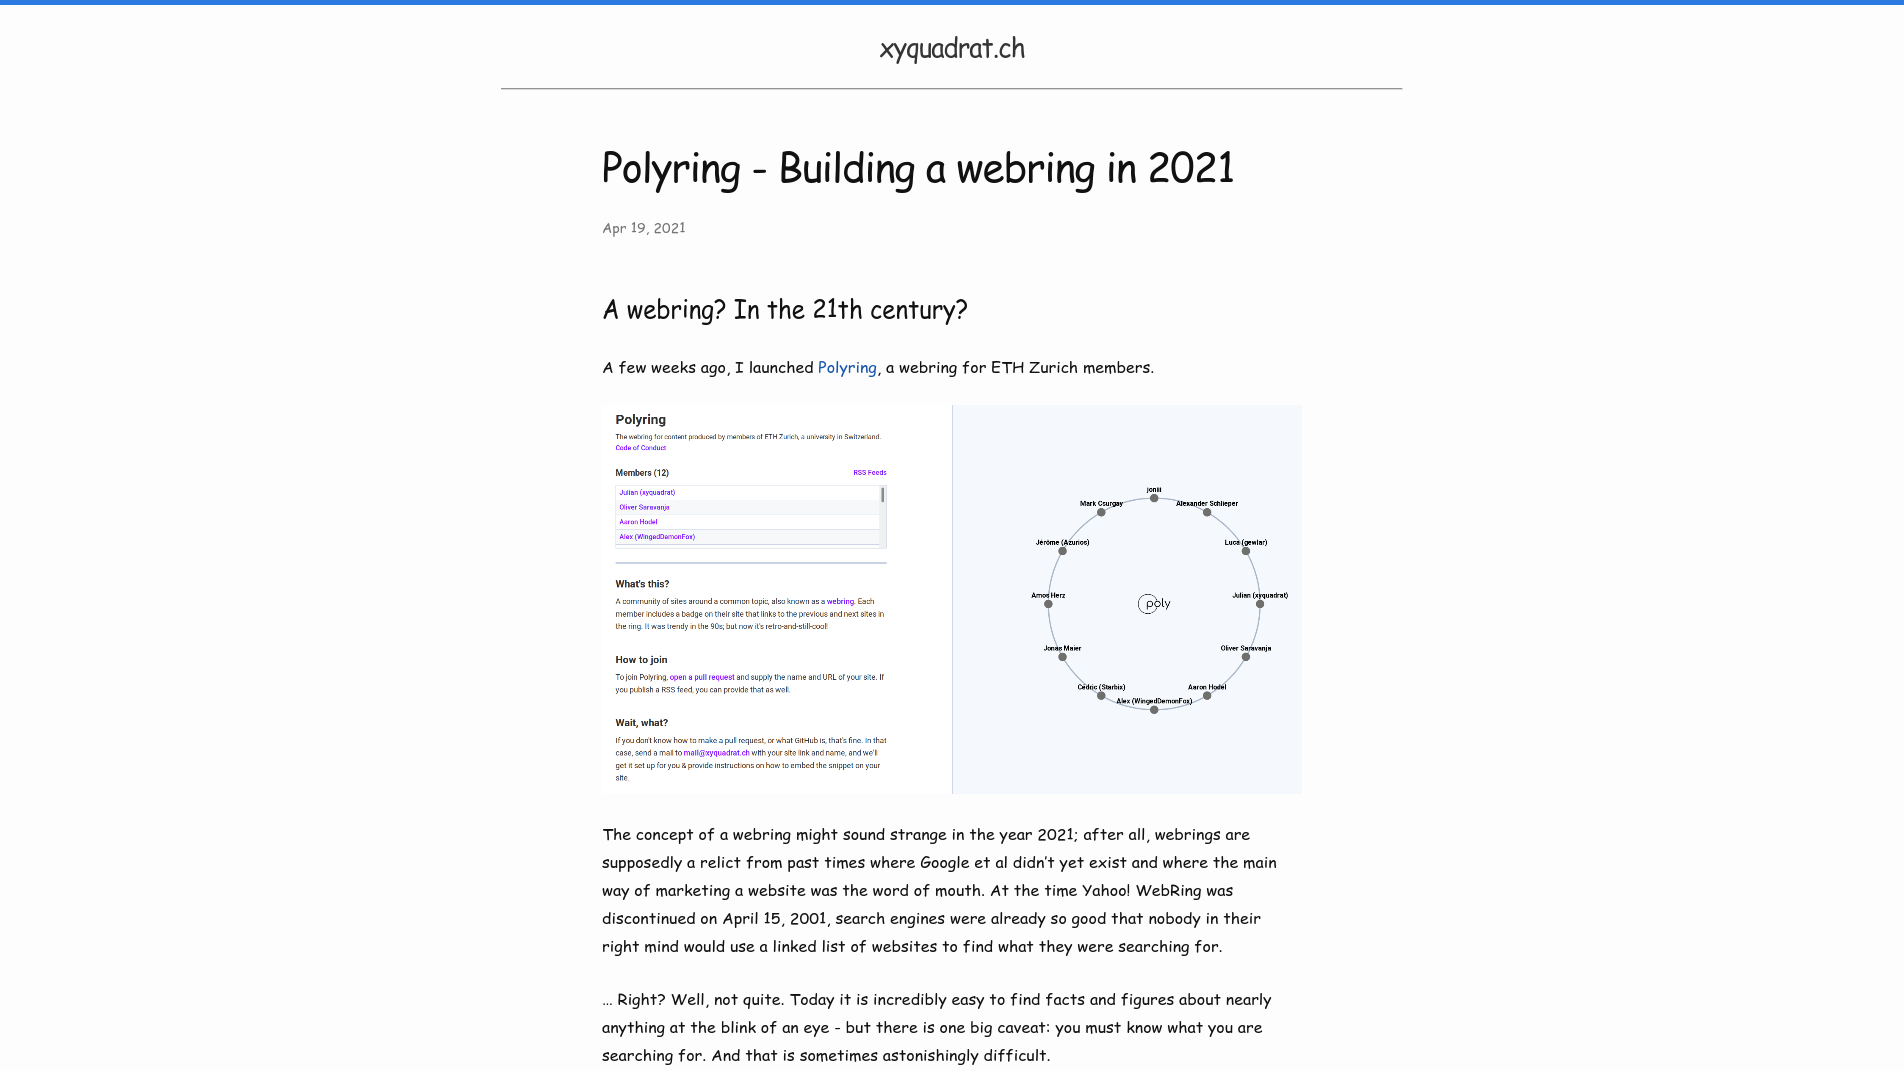 xyquadrat.ch
Polyring - Building a webring in 2021
Apr 19, 2021
A webring? In the 21th century?
A few weeks ago, I launched Polyring, a webring for ETH Zurich members.
Polyring
The webring for content produced by members of ETH Zurich, a university in Switzerland.
Code of Conduct
Members (12)
RSS Feeds
Julian (xyquadrat)
Oliver Saravanja
Aaron Hodel
Alex (WingedDemonFox)
What's this?
A community of sites around a common topic, also known as a webring. Each
member includes a badge on their site that links to the previous and next sites in
the ring. It was trendy in the 90s; but now it's retro-and-still-cool!
How to join
To join Polyring, open a pull request and supply the name and URL of your site. If
you publish a RSS feed, you can provide that as well.
Wait, what?
If you don't know how to make a pull request, or what GitHub is, that's fine. In that
case, send a mail to mail@xyquadrat.ch with your site link and name, and we'll
get it set up for you & provide instructions on how to embed the snippet on your
site.
joniii
Mark Csurgay
Alexander Schlieper
Jérôme (Azurios)
Luca (gewlar)
Amos Herz
poly
Julian (xyquadrat)
Jonas Maier
Oliver Saravanja
Cédric (Starbix)
Aaron Hodel
Alex (WingedDemonFox)
The concept of a webring might sound strange in the year 2021; after all, webrings are
supposedly a relict from past times where Google et al didn't yet exist and where the main
way of marketing a website was the word of mouth. At the time Yahoo! WebRing was
discontinued on April 15, 2001, search engines were already so good that nobody in their
right mind would use a linked list of websites to find what they were searching for.
… Right? Well, not quite. Today it is incredibly easy to find facts and figures about nearly
anything at the blink of an eye - but there is one big caveat: you must know what you are
searching for. And that is sometimes astonishingly difficult.